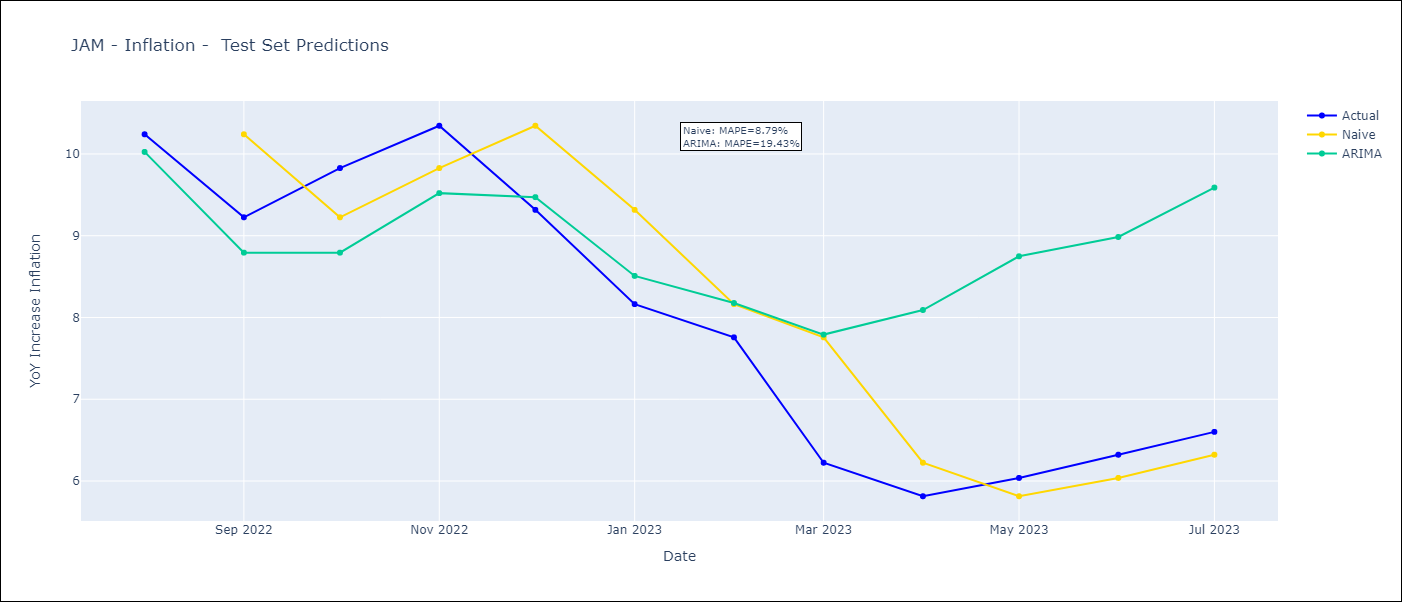 JAM - Inflation -  Test Set Predictions
Actual
Naive
ARIMA
Naive: MAPE=8.79%
ARIMA: MAPE=19.43%
YoY Increase Inflation
10
9
8
7
6
Sep 2022
Nov 2022
Jan 2023
Mar 2023
May 2023
Jul 2023
Date